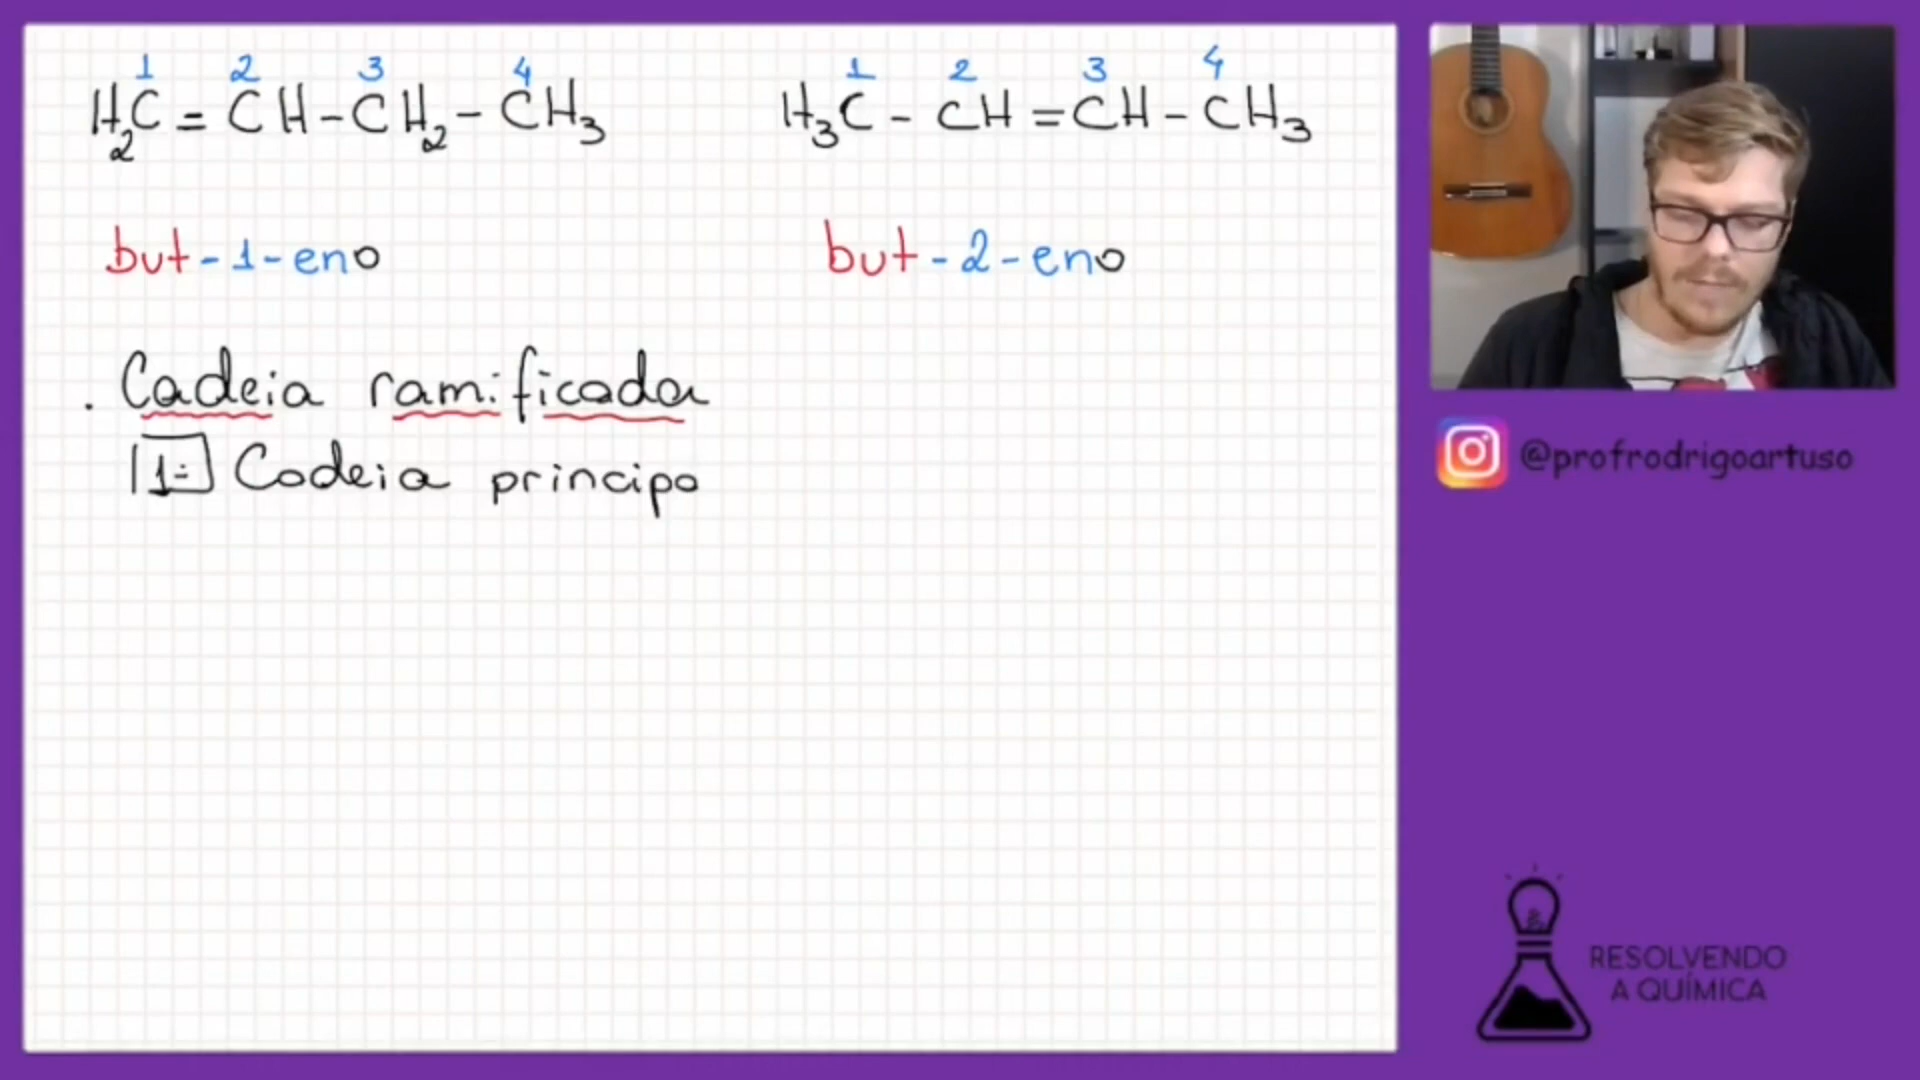 1 2 3 4
H₂C = CH - CH₂ - CH₃
1 2 3 4
H₃C - CH = CH - CH₃
but-1-eno
but-2-eno
. Cadeia ramificada
1- Cadeia principa
@profrodrigoartuso
RESOLVENDO
A QUÍMICA